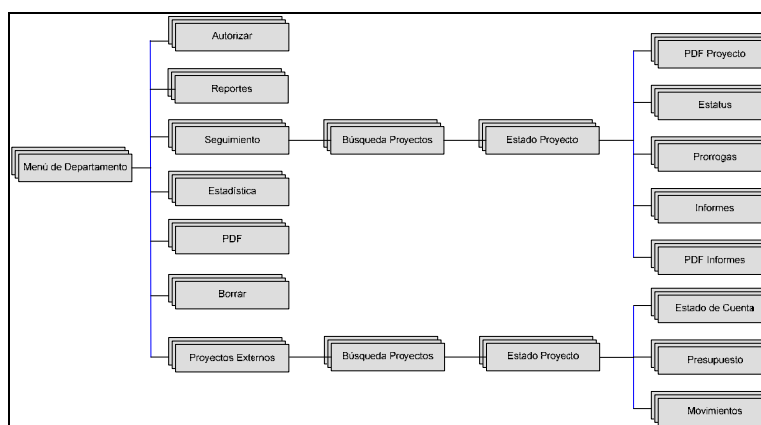 Menú de Departamento
Autorizar
Reportes
Seguimiento
Estadística
PDF
Borrar
Proyectos Externos
Búsqueda Proyectos
Estado Proyecto
PDF Proyecto
Estatus
Prorrogas
Informes
PDF Informes
Búsqueda Proyectos
Estado Proyecto
Estado de Cuenta
Presupuesto
Movimientos